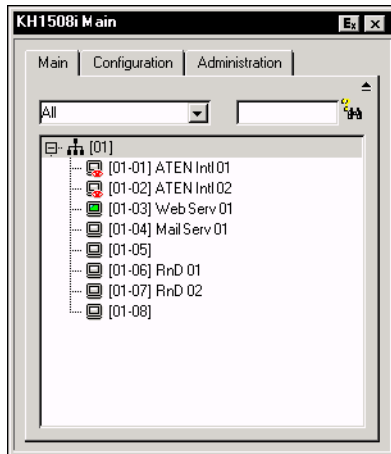 KH1508i Main
Ex
Main Configuration Administration
All
[01]
[01-01] ATEN Intl 01
[01-02] ATEN Intl 02
[01-03] Web Serv 01
[01-04] Mail Serv 01
[01-05]
[01-06] RnD 01
[01-07] RnD 02
[01-08]